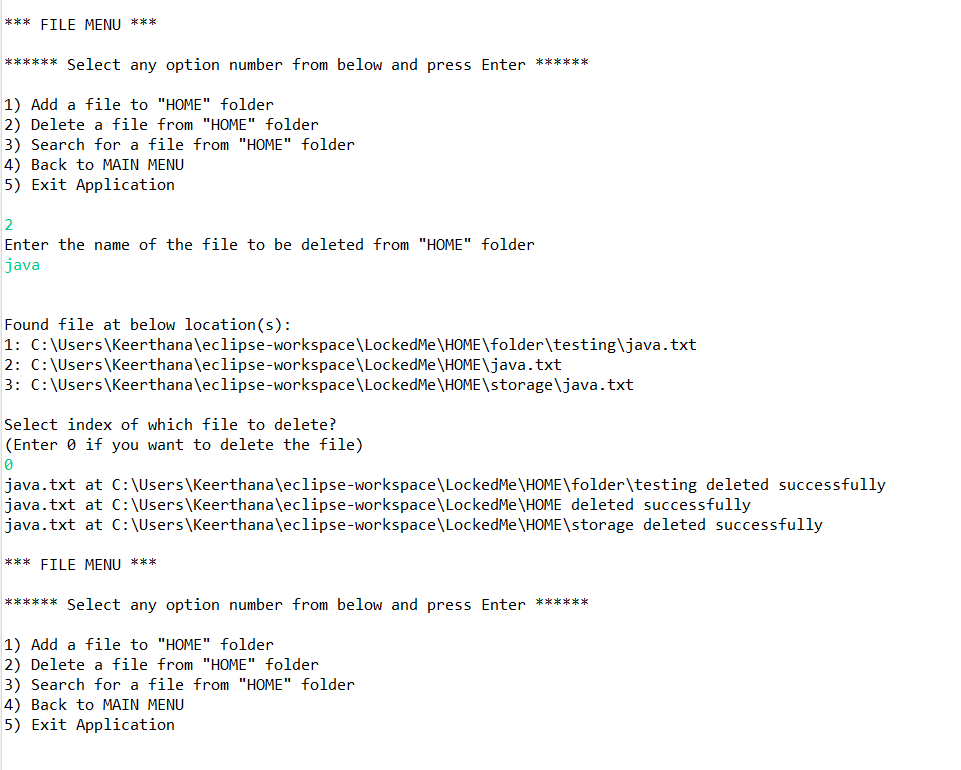 *** FILE MENU ***
****** Select any option number from below and press Enter ******
1) Add a file to "HOME" folder
2) Delete a file from "HOME" folder
3) Search for a file from "HOME" folder
4) Back to MAIN MENU
5) Exit Application
2
Enter the name of the file to be deleted from "HOME" folder
java
Found file at below location(s):
1: C:\Users\Keerthana\eclipse-workspace\LockedMe\HOME\folder\testing\java.txt
2: C:\Users\Keerthana\eclipse-workspace\LockedMe\HOME\java.txt
3: C:\Users\Keerthana\eclipse-workspace\LockedMe\HOME\storage\java.txt
Select index of which file to delete?
(Enter 0 if you want to delete the file)
0
java.txt at C:\Users\Keerthana\eclipse-workspace\LockedMe\HOME\folder\testing deleted successfully
java.txt at C:\Users\Keerthana\eclipse-workspace\LockedMe\HOME deleted successfully
java.txt at C:\Users\Keerthana\eclipse-workspace\LockedMe\HOME\storage deleted successfully
*** FILE MENU ***
****** Select any option number from below and press Enter ******
1) Add a file to "HOME" folder
2) Delete a file from "HOME" folder
3) Search for a file from "HOME" folder
4) Back to MAIN MENU
5) Exit Application